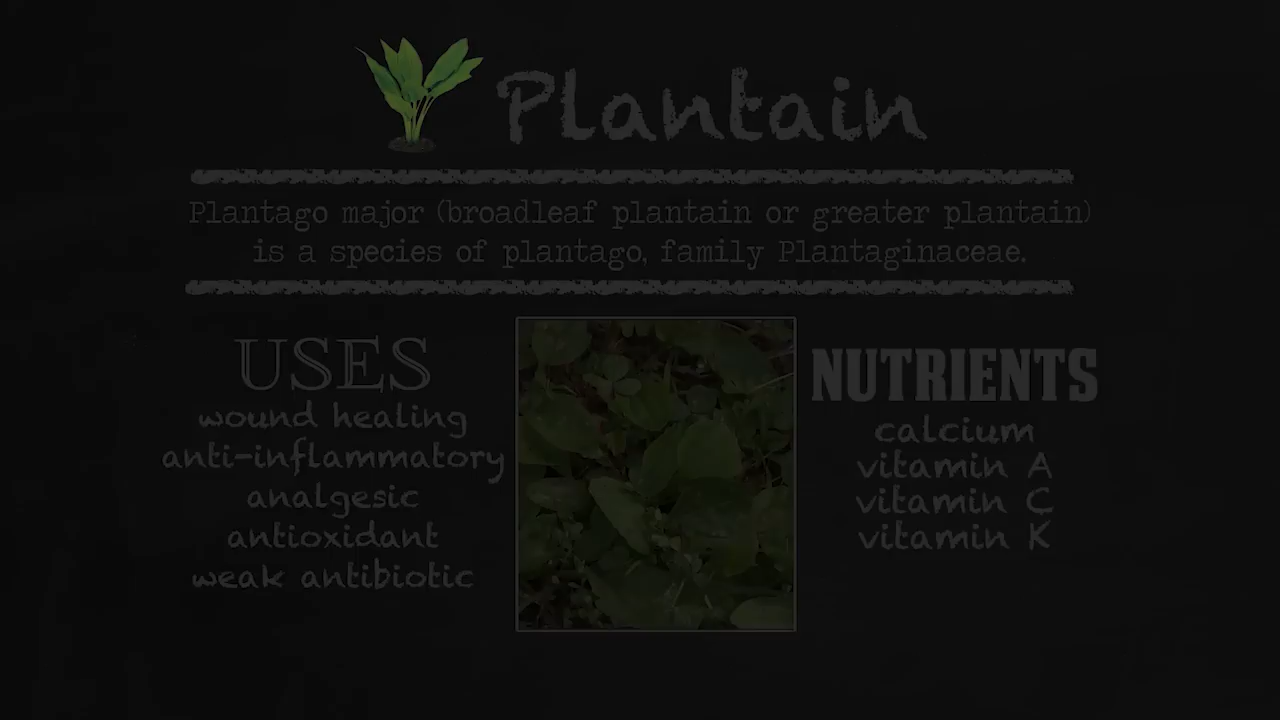 Plantain
Plantago major (broadleaf plantain or greater plantain)
is a species of plantago, family Plantaginaceae.
USES
wound healing
anti-inflammatory
analgesic
antioxidant
weak antibiotic
NUTRIENTS
calcium
vitamin A
vitamin C
vitamin K